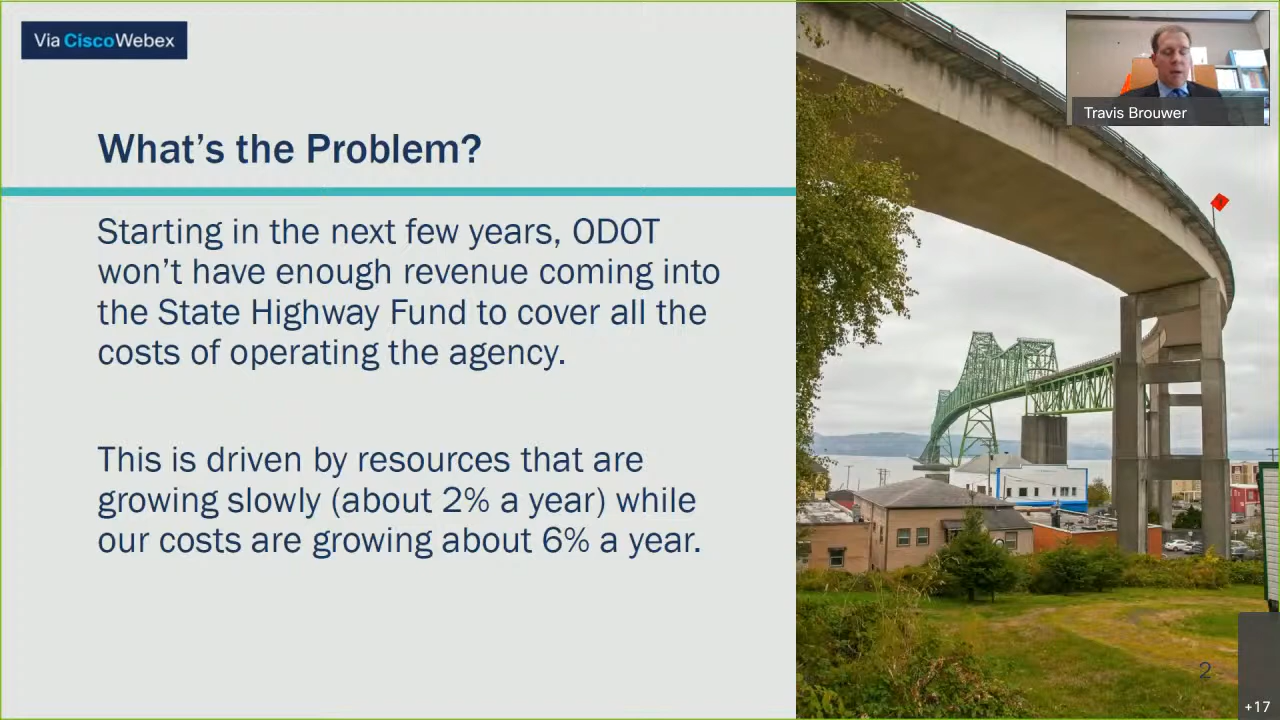 Via CiscoWebex
What's the Problem?
Starting in the next few years, ODOT
won't have enough revenue coming into
the State Highway Fund to cover all the
costs of operating the agency.
This is driven by resources that are
growing slowly (about 2% a year) while
our costs are growing about 6% a year.
Travis Brouwer
2
+17